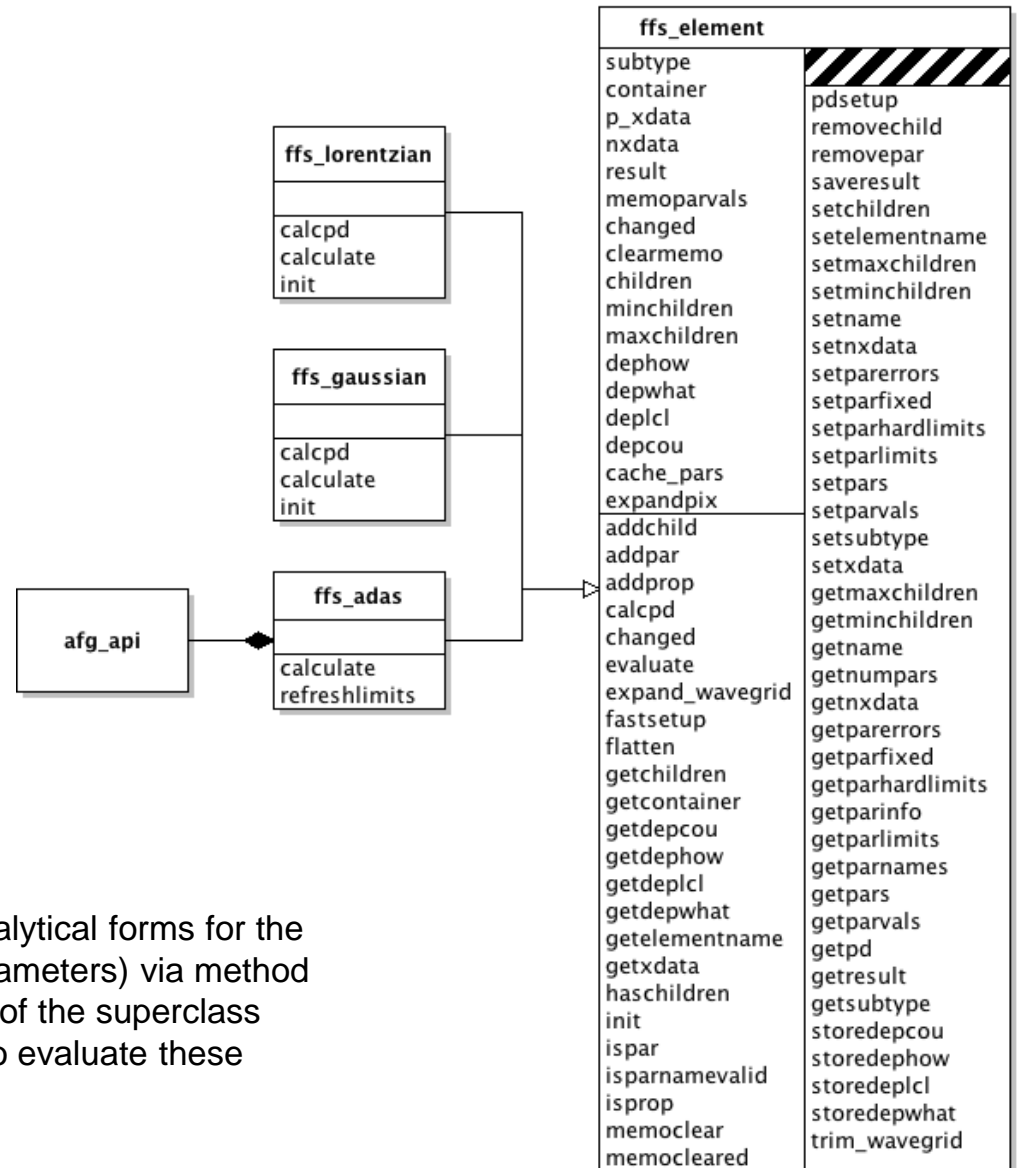 ffs_element
subtype
container
p_xdata
nxdata
result
memoparvals
changed
clearmemo
children
minchildren
maxchildren
dephow
depwhat
deplcl
depcou
cache_pars
expandpix
addchild
addpar
addprop
calcpd
changed
evaluate
expand_wavegrid
fastsetup
flatten
getchildren
getcontainer
getdepcou
getdephow
getdeplcl
getdepwhat
getelementname
getxdata
haschildren
init
ispar
isparnamevalid
isprop
memoclear
memocleared
pdsetup
removechild
removepar
saveresult
setchildren
setelementname
setmaxchildren
setminchildren
setname
setnxdata
setparerrors
setparfixed
setparhardlimits
setparlimits
setpars
setparvals
setsubtype
setxdata
getmaxchildren
getminchildren
getname
getnumpars
getnxdata
getparerrors
getparfixed
getparhardlimits
getparinfo
getparlimits
getparnames
getpars
getparvals
getpd
getresult
getsubtype
storedepcou
storedephow
storedeplcl
storedepwhat
trim_wavegrid
ffs_lorentzian
calcpd
calculate
init
ffs_gaussian
calcpd
calculate
init
ffs_adas
calculate
refreshlimits
afg_api
alytical forms for the
ameters) via method
of the superclass
o evaluate these